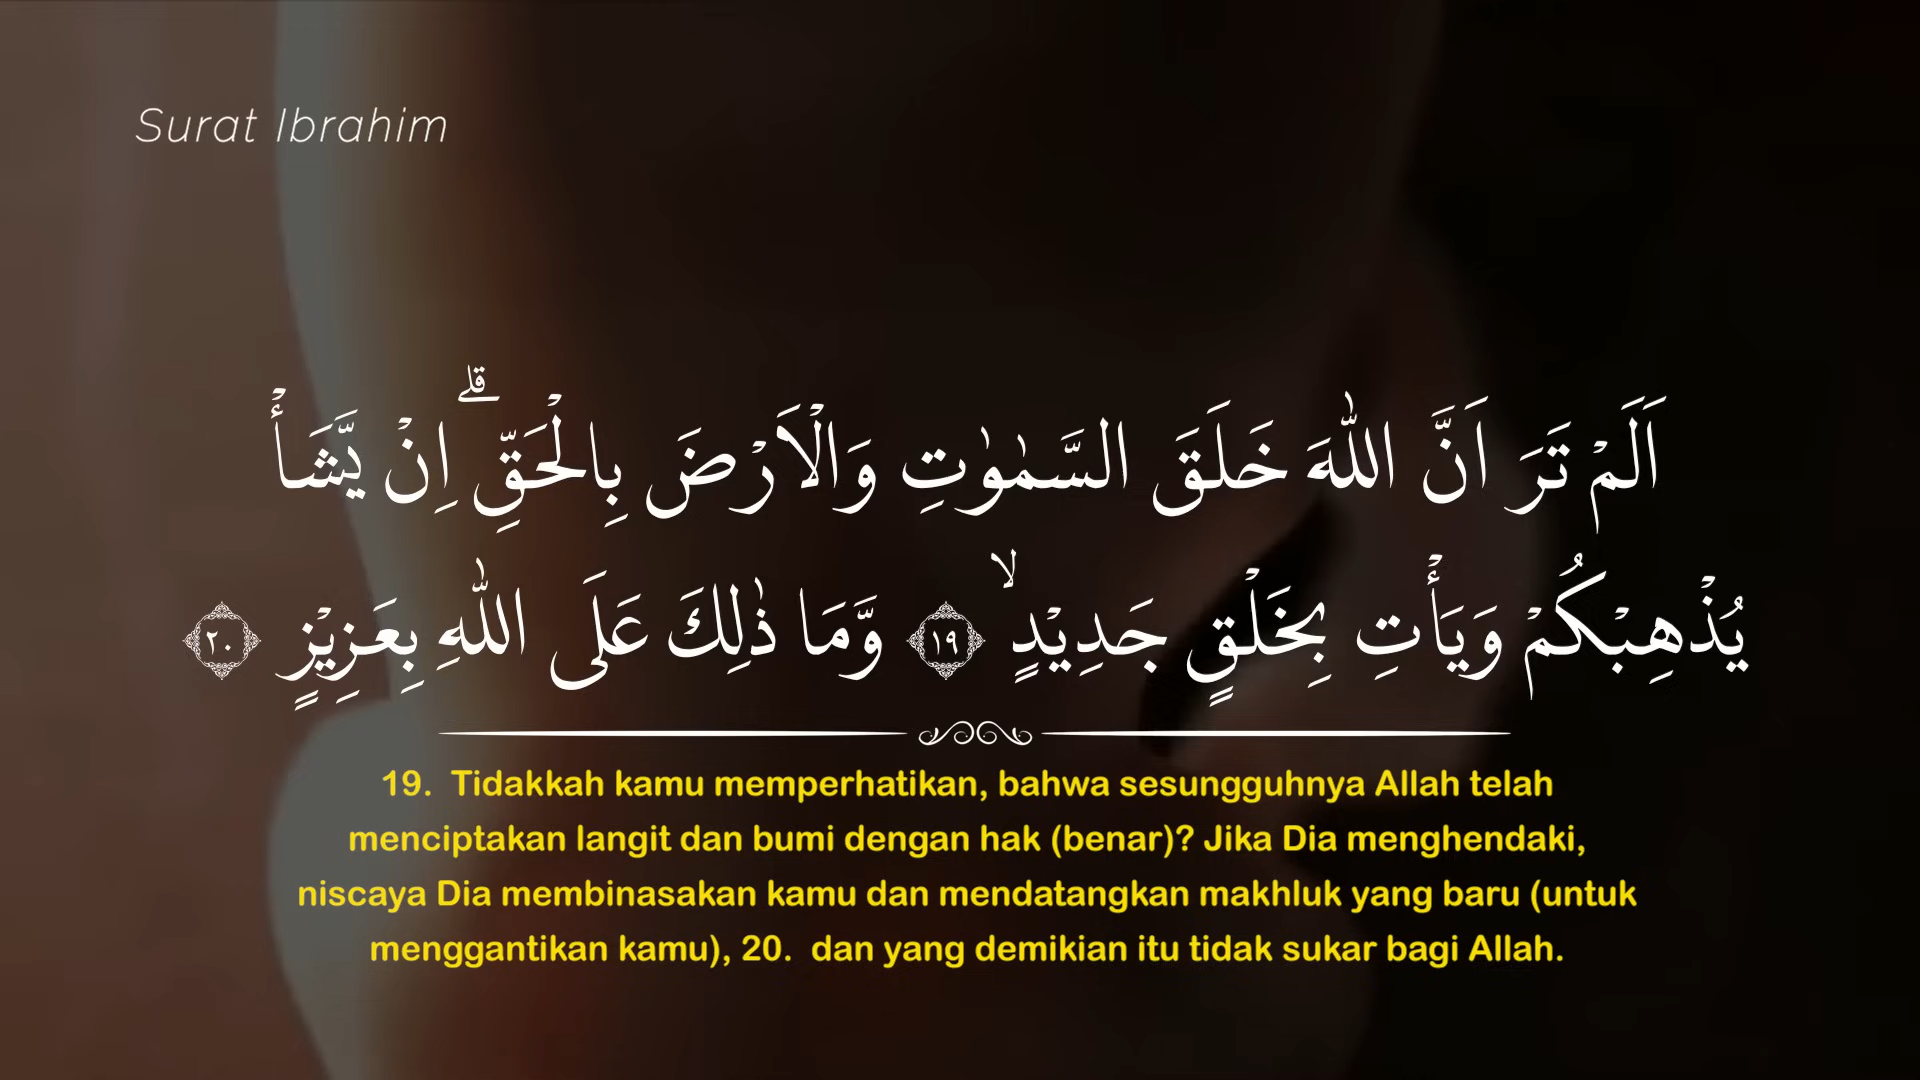 Surat Ibrahim
اَلَمْ تَرَ اَنَّ اللّٰهَ خَلَقَ السَّمٰوٰتِ وَالْاَرْضَ بِالْحَقِّۗ اِنْ يَّشَأْ
يُذْهِبْكُمْ وَيَأْتِ بِخَلْقٍ جَدِيْدٍۙ ١٩ وَّمَا ذٰلِكَ عَلَى اللّٰهِ بِعَزِيْزٍ ٢٠
19. Tidakkah kamu memperhatikan, bahwa sesungguhnya Allah telah
menciptakan langit dan bumi dengan hak (benar)? Jika Dia menghendaki,
niscaya Dia membinasakan kamu dan mendatangkan makhluk yang baru (untuk
menggantikan kamu), 20. dan yang demikian itu tidak sukar bagi Allah.